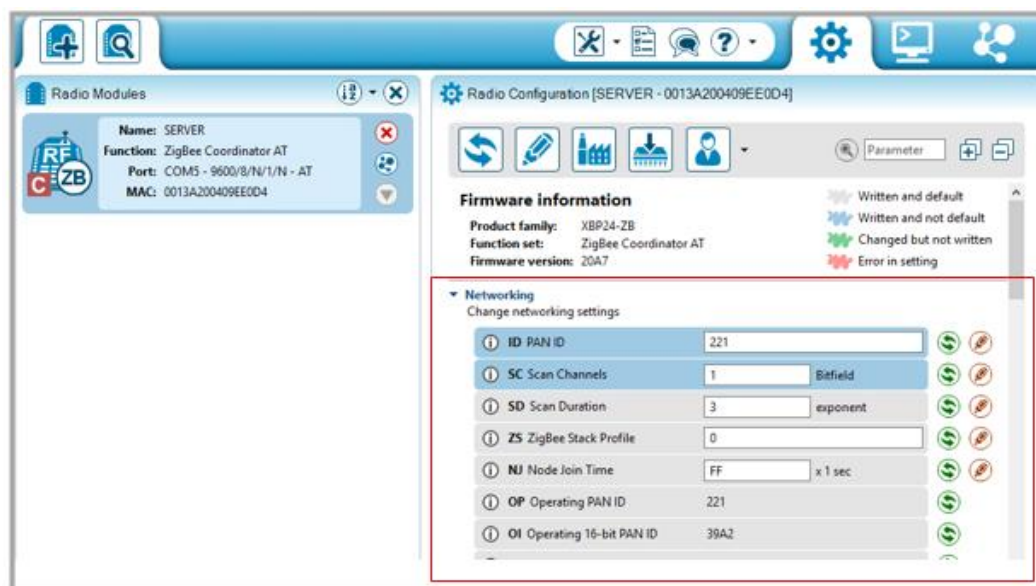 Radio Modules
Name: SERVER
Function: ZigBee Coordinator AT
Port: COM5 - 9600/8/N/1/N - AT
MAC: 0013A200409EE0D4
RF
C ZB
Radio Configuration [SERVER - 0013A200409EE0D4]
Parameter
Firmware information
Product family: XBP24-ZB
Function set: ZigBee Coordinator AT
Firmware version: 20A7
Written and default
Written and not default
Changed but not written
Error in setting
Networking
Change networking settings
ID PAN ID 221
SC Scan Channels 1 Bitfield
SD Scan Duration 3 exponent
ZS ZigBee Stack Profile 0
NJ Node Join Time FF x 1 sec
OP Operating PAN ID 221
OI Operating 16-bit PAN ID 39A2